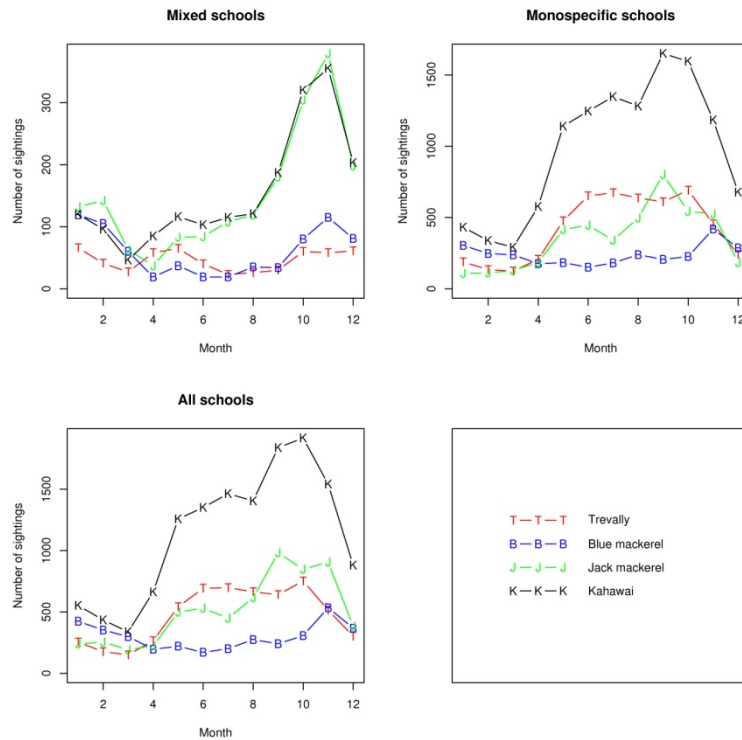 Mixed schools
Number of sightings
300
200
100
0
2 4 6 8 10 12
Month
Monospecific schools
Number of sightings
1500
1000
500
0
2 4 6 8 10 12
Month
All schools
Number of sightings
1500
1000
500
0
2 4 6 8 10 12
Month
T T T Trevally
B B B Blue mackerel
J J J Jack mackerel
K K K Kahawai